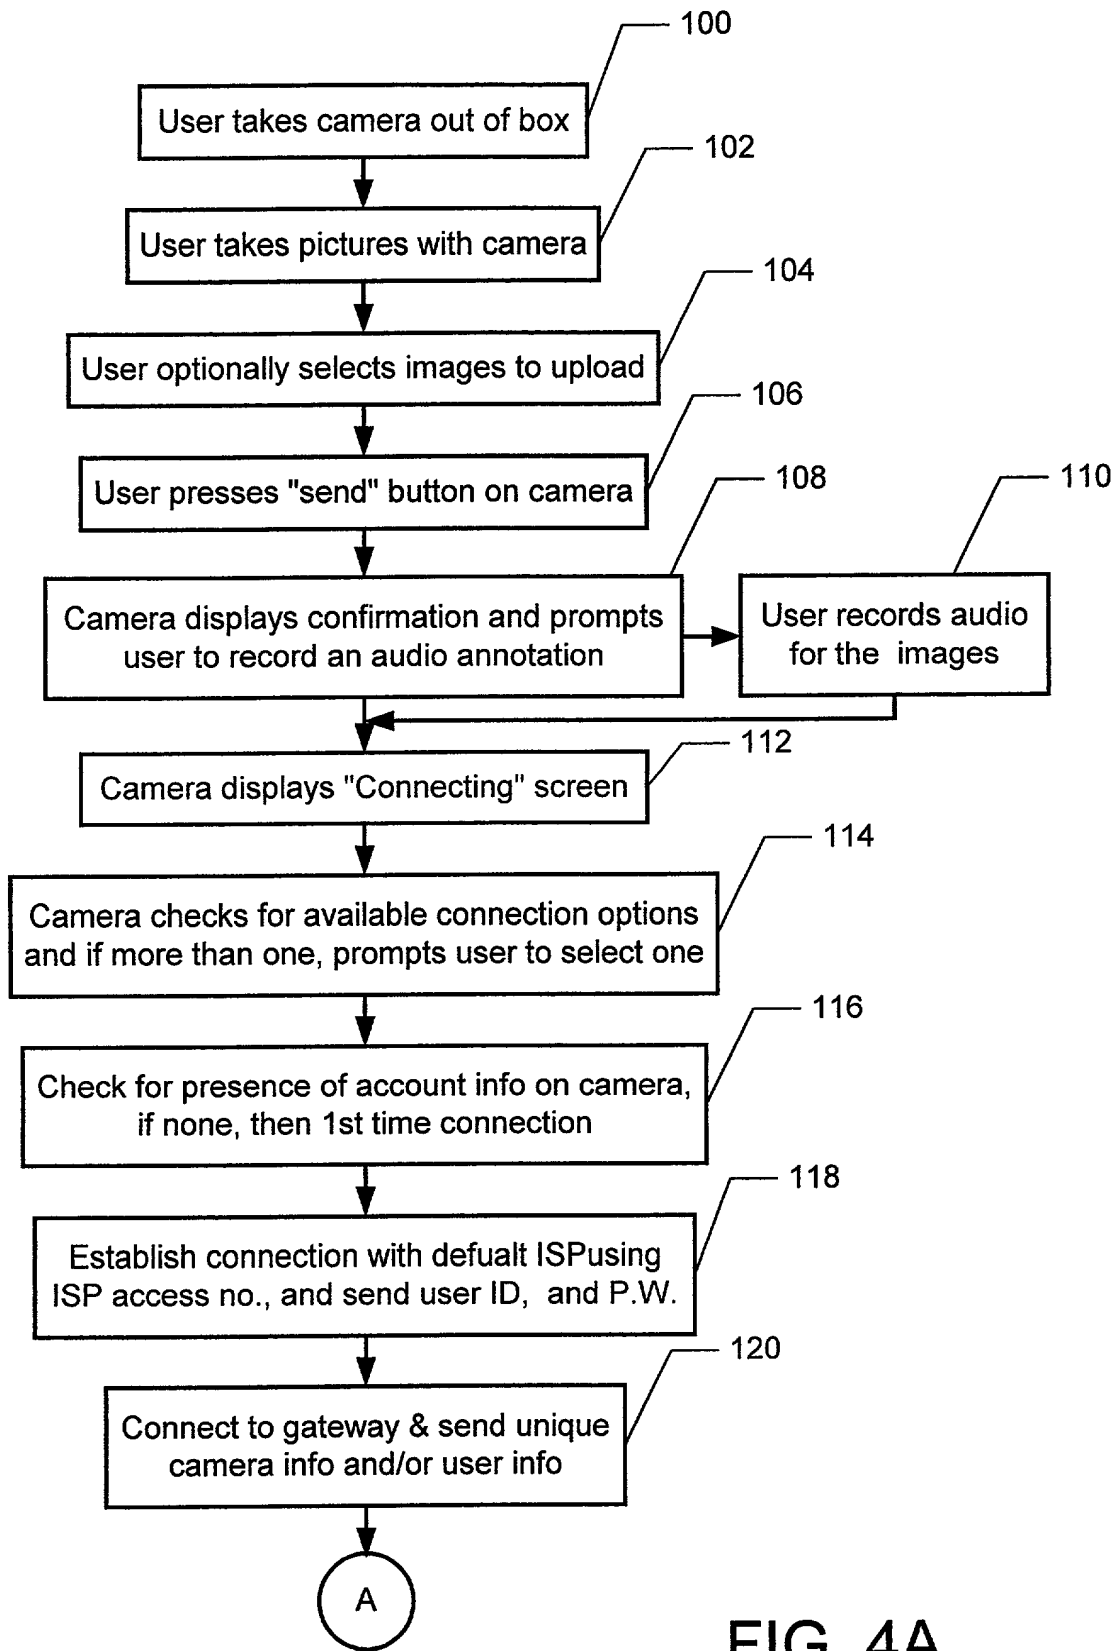 100
User takes camera out of box
102
User takes pictures with camera
104
User optionally selects images to upload
106
User presses "send" button on camera
108
110
Camera displays confirmation and prompts
user to record an audio annotation
User records audio
for the images
112
Camera displays "Connecting" screen
114
Camera checks for available connection options
and if more than one, prompts user to select one
116
Check for presence of account info on camera,
if none, then 1st time connection
118
Establish connection with defualt ISPusing
ISP access no., and send user ID, and P.W.
120
Connect to gateway & send unique
camera info and/or user info
A
FIG. 4A